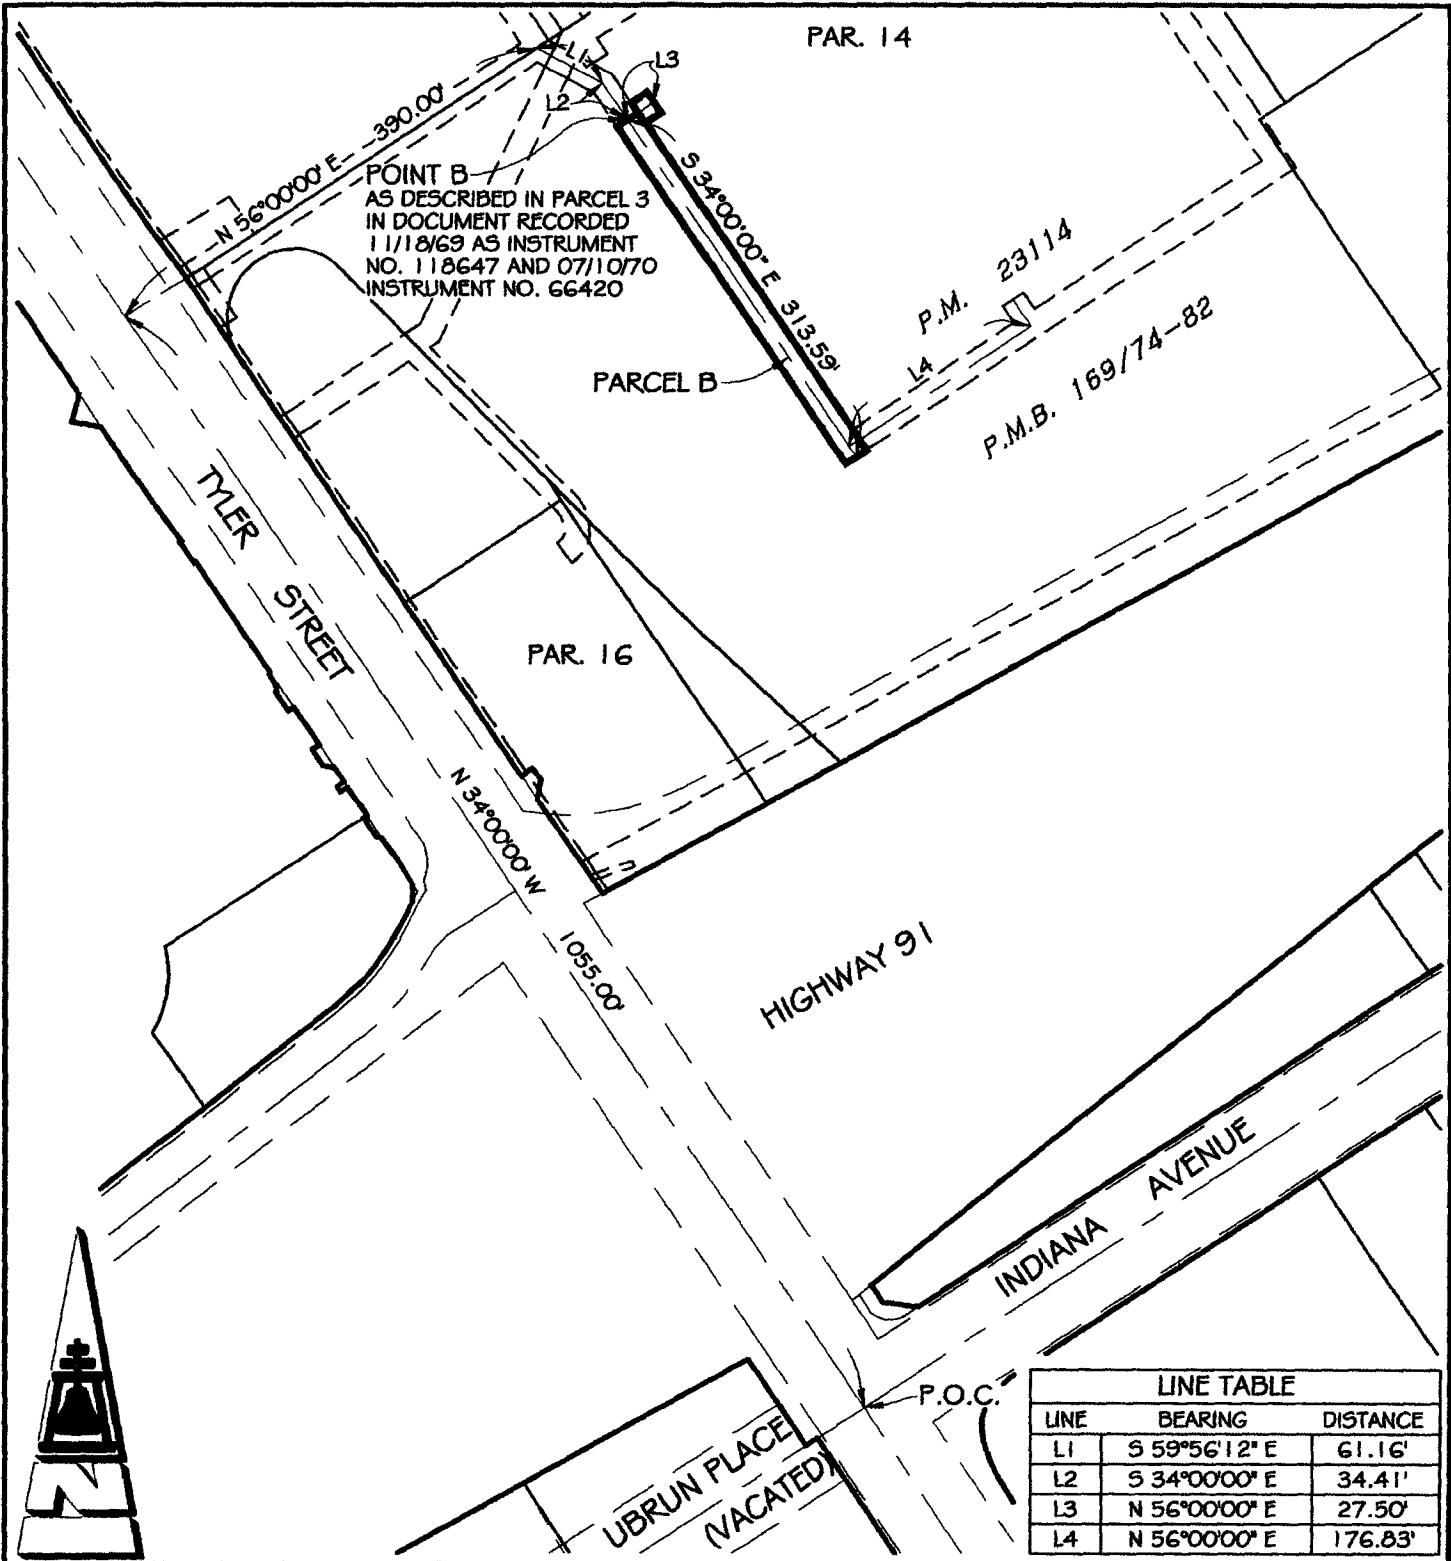 PAR. 14
L1
L3
L2
N 56°00'00" E 390.00'
POINT B
AS DESCRIBED IN PARCEL 3
IN DOCUMENT RECORDED
11/18/69 AS INSTRUMENT
NO. 118647 AND 07/10/70
INSTRUMENT NO. 66420
S 34°00'00" E 313.59'
P.M. 23114
L4
P.M.B. 169/74-82
PARCEL B
TYLER
STREET
PAR. 16
N 34°00'00" W
1055.00'
HIGHWAY 91
INDIANA AVENUE
P.O.C.
UBRUN PLACE
(VACATED)
N
LINE TABLE
LINE BEARING DISTANCE
L1 S 59°56'12" E 61.16'
L2 S 34°00'00" E 34.41'
L3 N 56°00'00" E 27.50'
L4 N 56°00'00" E 176.83'